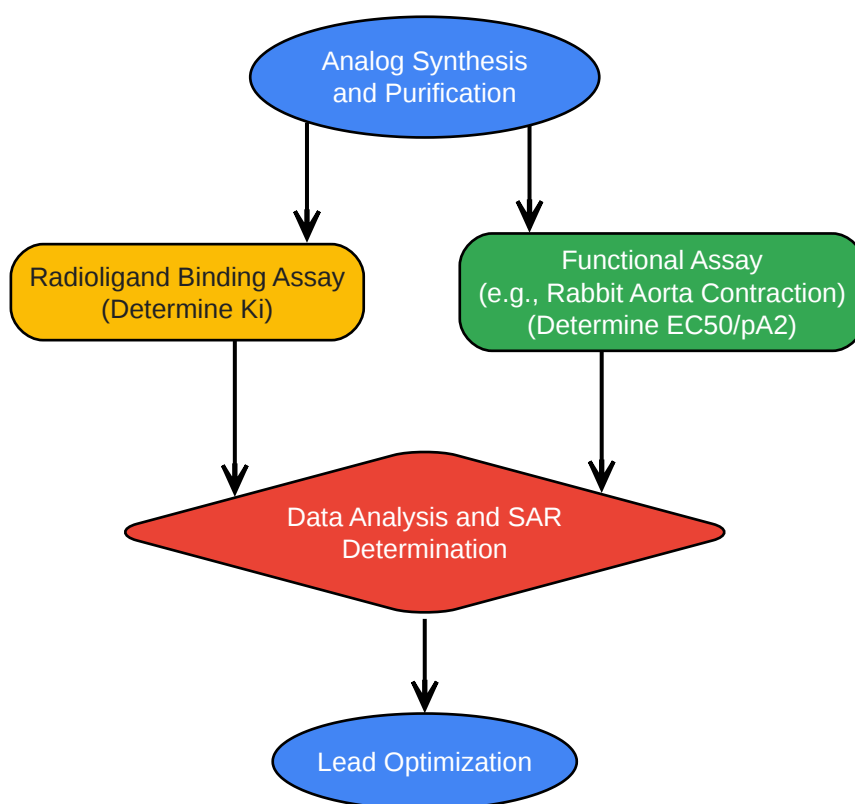 Analog Synthesis
and Purification
Radioligand Binding Assay
(Determine Ki)
Functional Assay
(e.g., Rabbit Aorta Contraction)
(Determine EC50/pA2)
Data Analysis and SAR
Determination
Lead Optimization